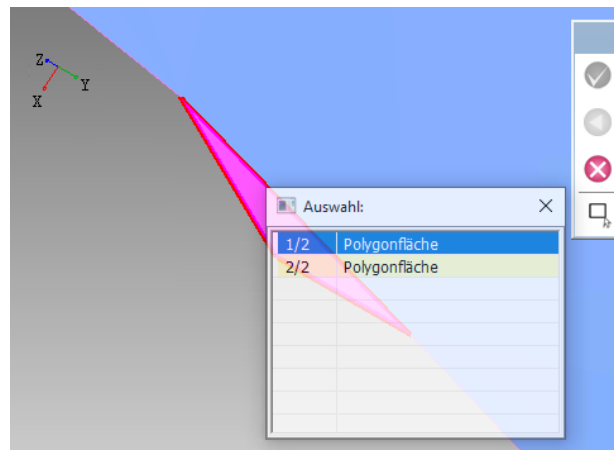 Z
Y
X
Auswahl:
1/2 Polygonfläche
2/2 Polygonfläche